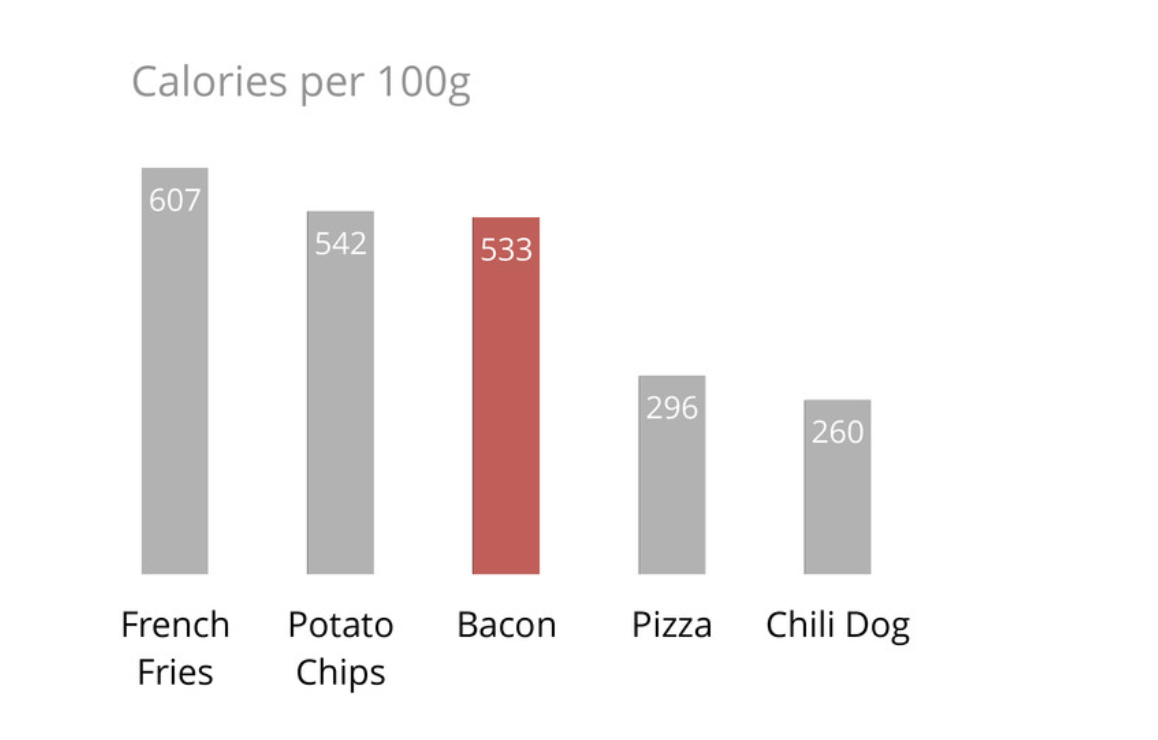 Calories per 100g
607
542
533
296
260
French
Fries
Potato
Chips
Bacon
Pizza
Chili Dog